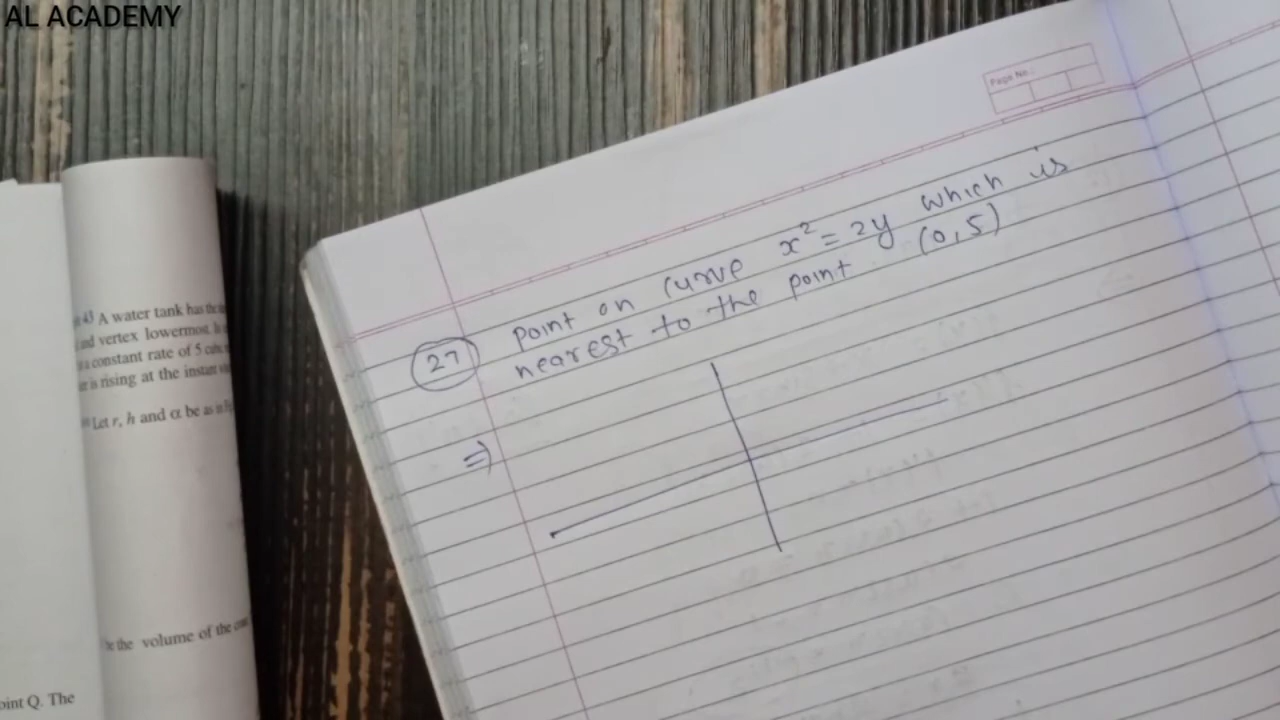 AL ACADEMY
Page No.:
27 point on curve x² = 2y which is
nearest to the point (0,5)
⇒
43 A water tank has the
and vertex lowermost.
a constant rate of 5
is rising at the instant
Let r, h and α be as in
be the volume of the
oint Q. The